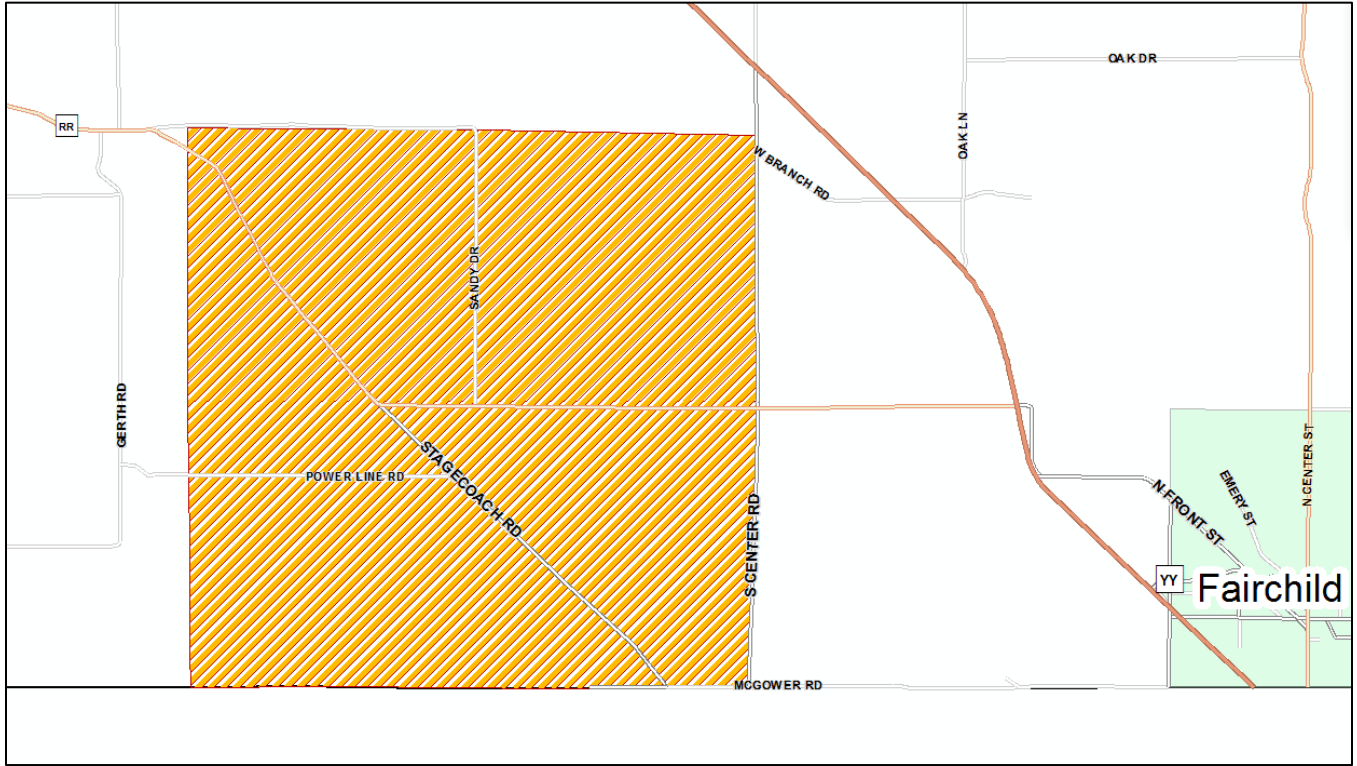 OAK DR
RR
OAK LN
W BRANCH RD
SANDY DR
GERTH RD
STAGECOACH RD
POWER LINE RD
N CENTER ST
EMERY ST
N FRONT ST
S CENTER RD
YY
Fairchild
MCGOWER RD